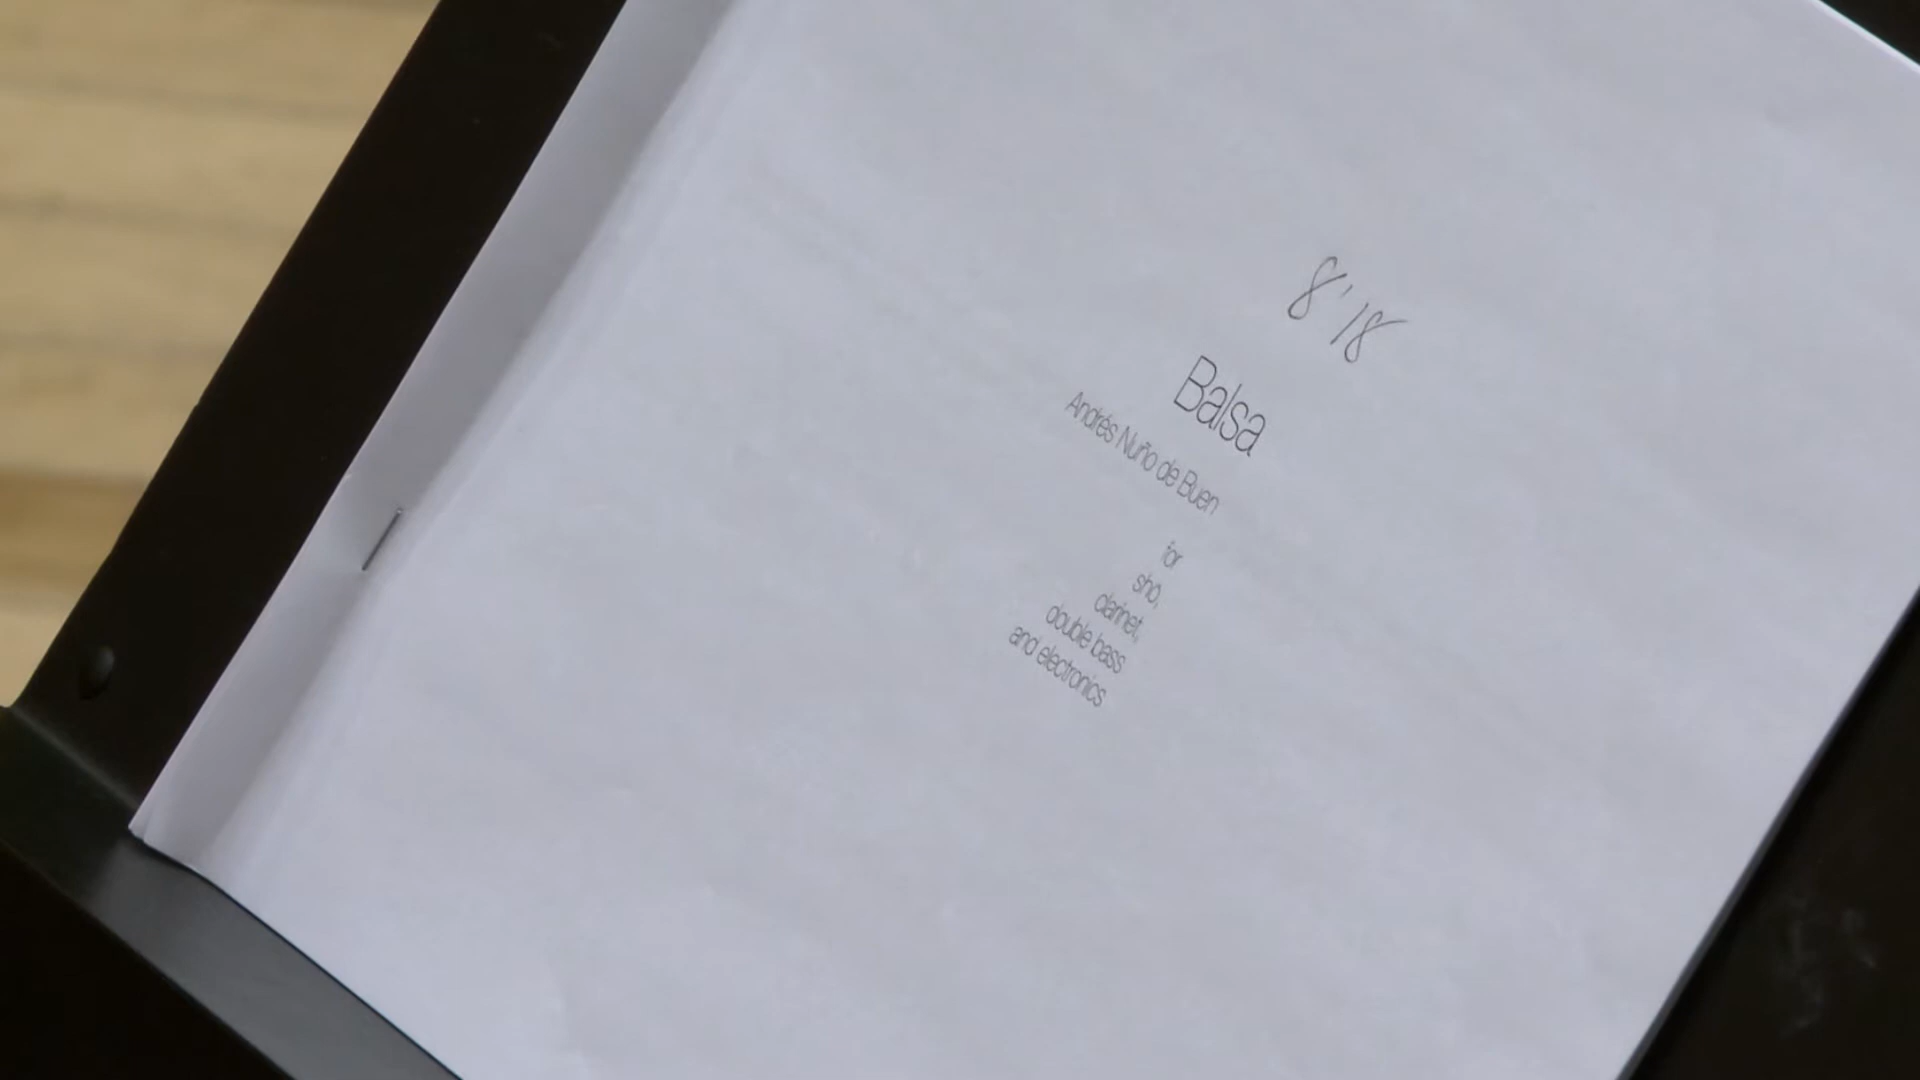 8'18
Balsa
Andrés Nuño de Buen
for
shō,
clarinet,
double bass
and electronics